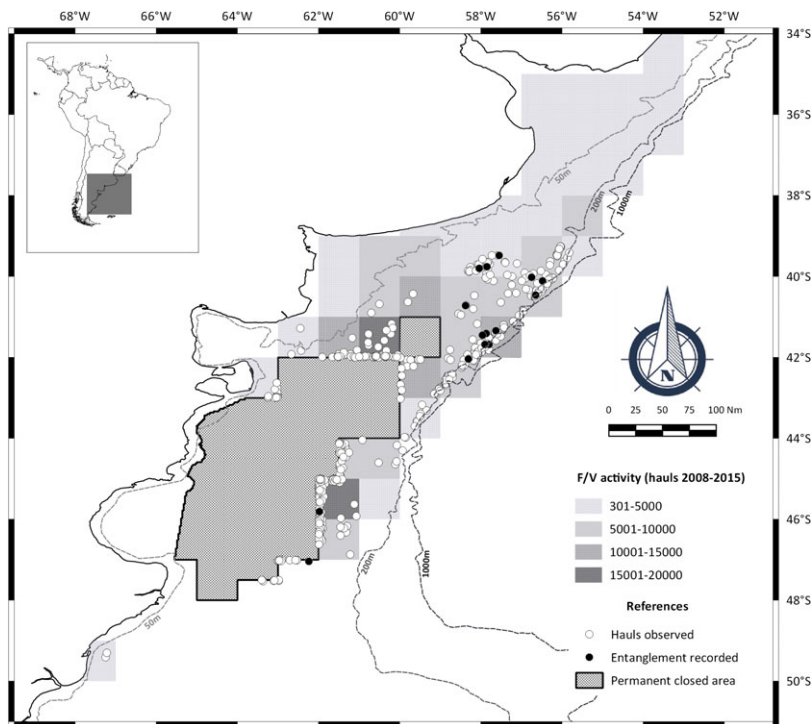 68°W 66°W 64°W 62°W 60°W 58°W 56°W 54°W 52°W
34°S
36°S
50m
200m
1000m
38°S
40°S
42°S
N
0 25 50 75 100 Nm
44°S
F/V activity (hauls 2008-2015)
301-5000
5001-10000
46°S
10001-15000
15001-20000
200m
1000m
References
48°S
50m
Hauls observed
Entanglement recorded
Permanent closed area
50°S